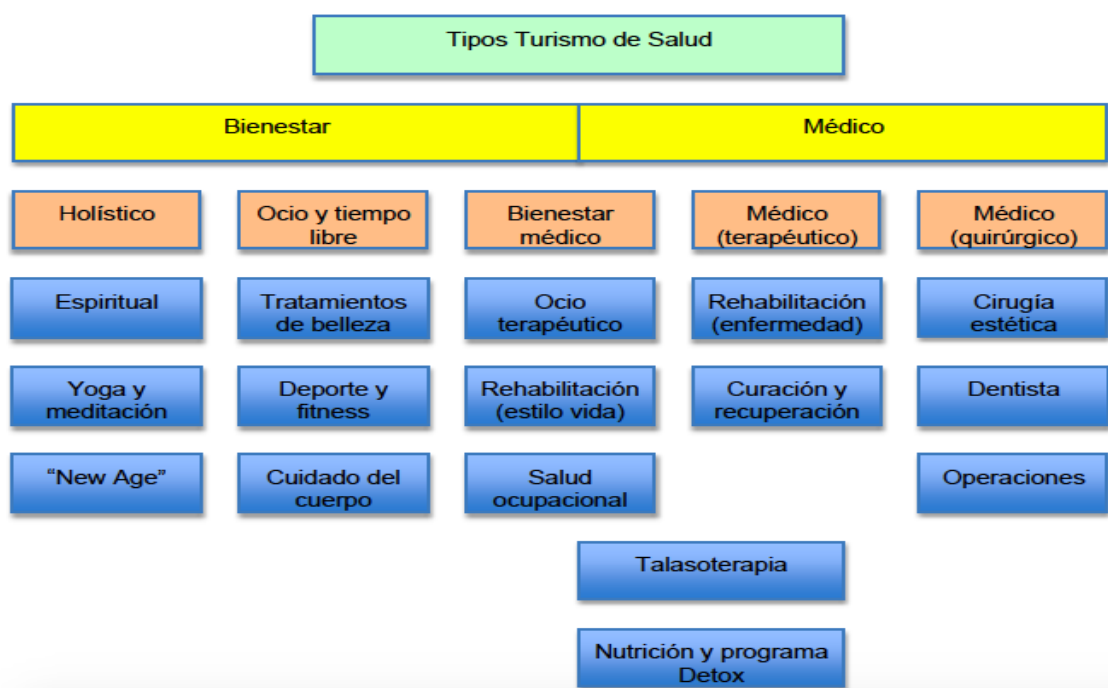 Tipos Turismo de Salud
Bienestar
Médico
Holístico
Ocio y tiempo
libre
Bienestar
médico
Médico
(terapéutico)
Médico
(quirúrgico)
Espiritual
Tratamientos
de belleza
Ocio
terapéutico
Rehabilitación
(enfermedad)
Cirugía
estética
Yoga y
meditación
Deporte y
fitness
Rehabilitación
(estilo vida)
Curación y
recuperación
Dentista
“New Age”
Cuidado del
cuerpo
Salud
ocupacional
Operaciones
Talasoterapia
Nutrición y programa
Detox